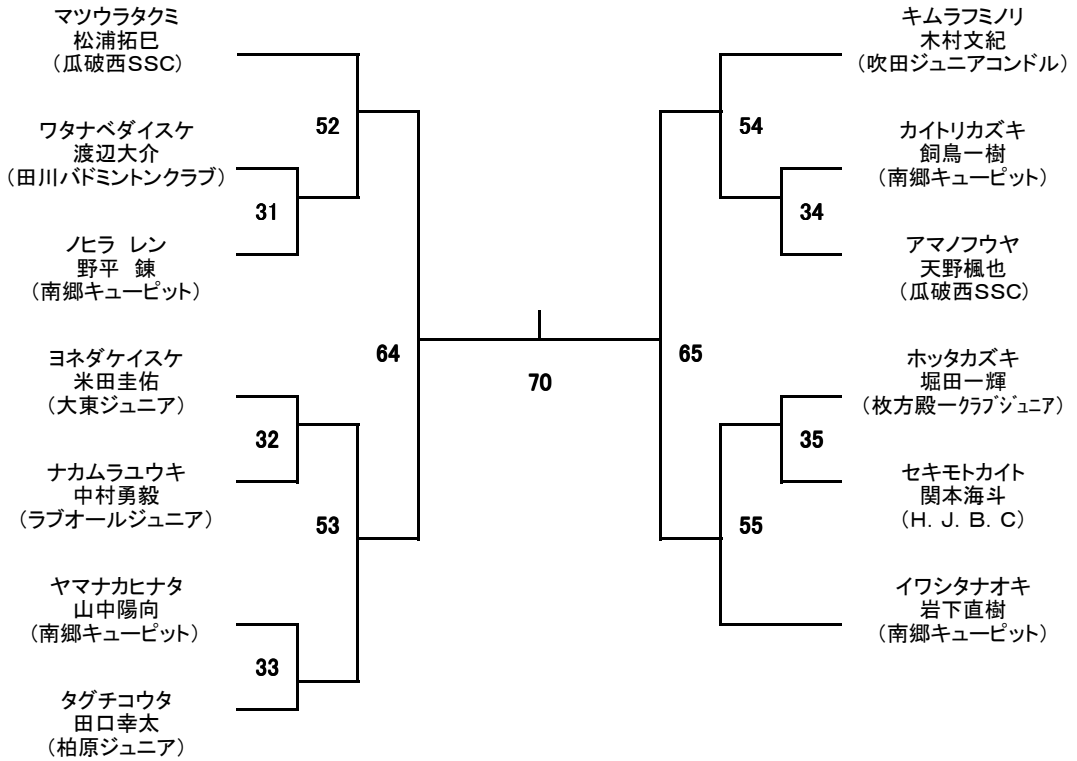 マツウラタクミ
松浦拓巳
(瓜破西SSC)
52
ワタナベダイスケ
渡辺大介
(田川バドミントンクラブ)
31
ノヒラ　レン
野平　錬
(南郷キューピット)
64
ヨネダケイスケ
米田圭佑
(大東ジュニア)
32
ナカムラユウキ
中村勇毅
(ラブオールジュニア)
53
ヤマナカヒナタ
山中陽向
(南郷キューピット)
33
タグチコウタ
田口幸太
(柏原ジュニア)
70
キムラフミノリ
木村文紀
(吹田ジュニアコンドル)
54
カイトリカズキ
飼鳥一樹
(南郷キューピット)
34
アマノフウヤ
天野楓也
(瓜破西SSC)
65
ホッタカズキ
堀田一輝
(枚方殿一ｸﾗﾌﾞｼﾞｭニア)
35
セキモトカイト
関本海斗
(H．J．B．C)
55
イワシタナオキ
岩下直樹
(南郷キューピット)